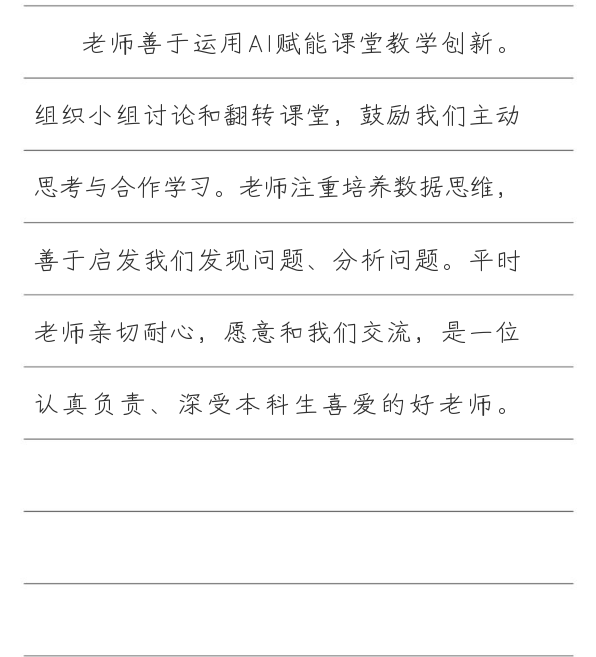 老师善于运用AI赋能课堂教学创新。
组织小组讨论和翻转课堂，鼓励我们主动
思考与合作学习。老师注重培养数据思维，
善于启发我们发现问题、分析问题。平时
老师亲切耐心，愿意和我们交流，是一位
认真负责、深受本科生喜爱的好老师。